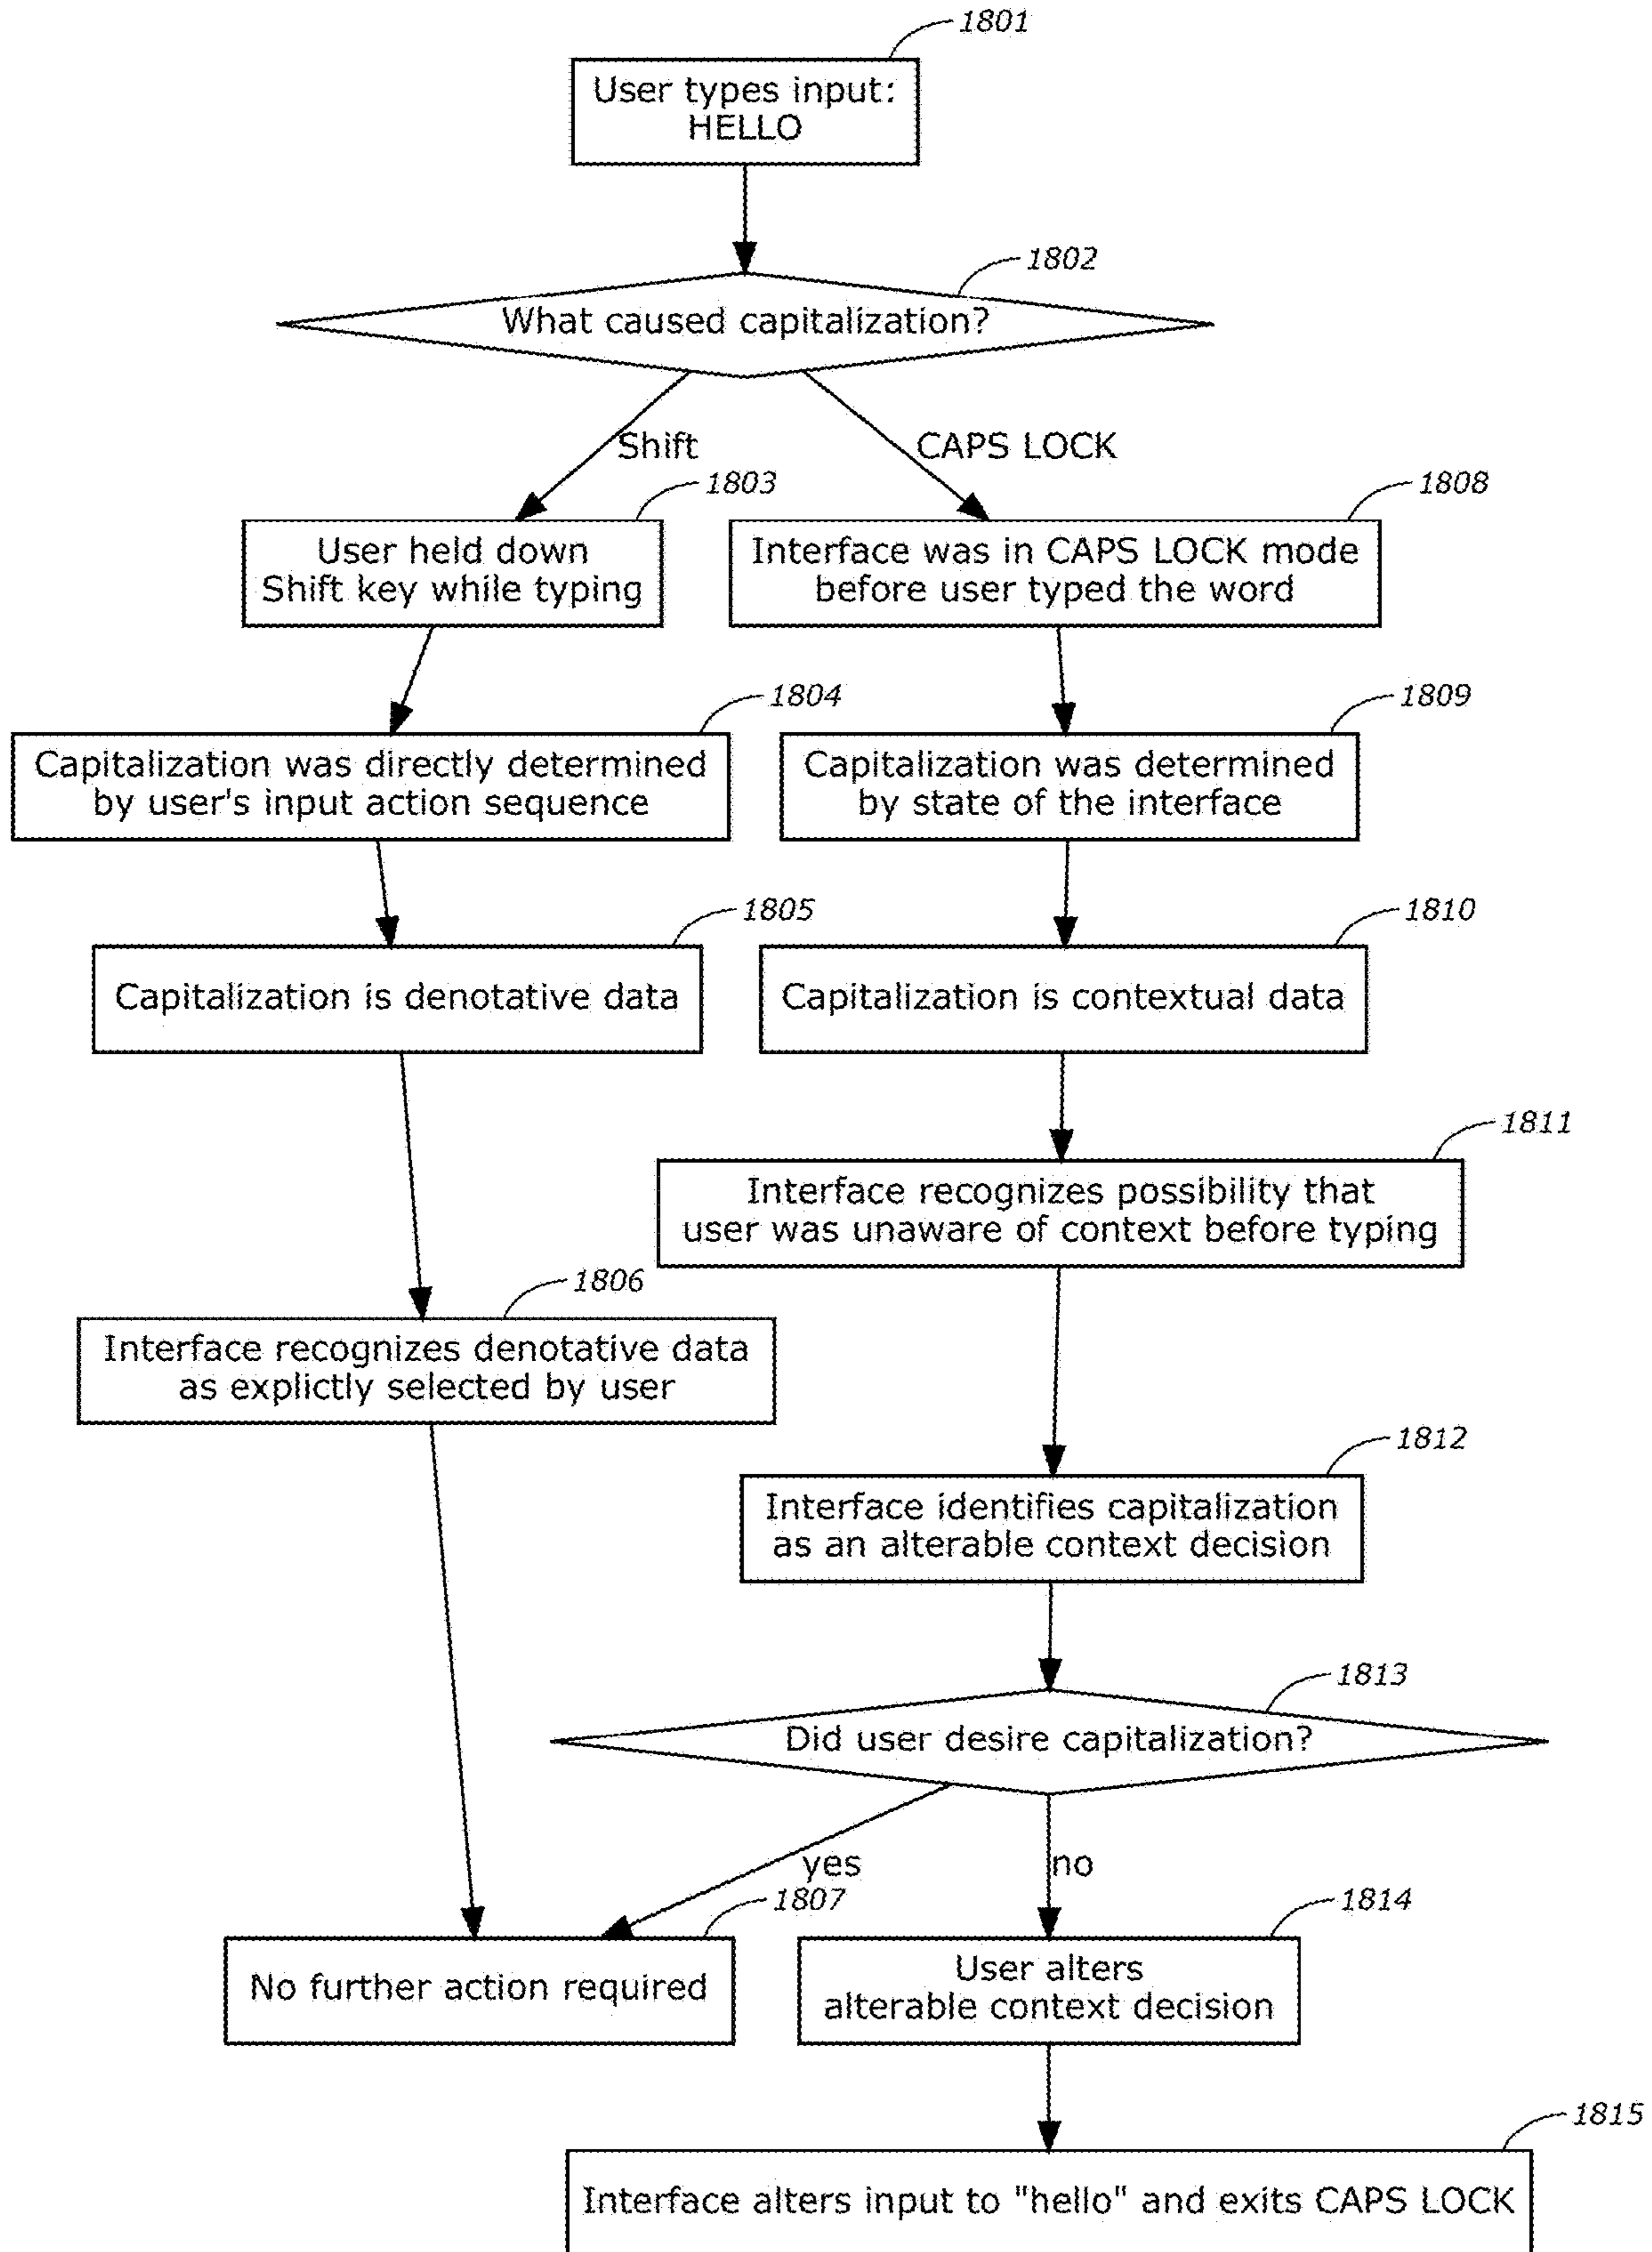 1801
User types input:
HELLO
1802
What caused capitalization?
Shift
CAPS LOCK
1803
User held down
Shift key while typing
1808
Interface was in CAPS LOCK mode
before user typed the word
1804
Capitalization was directly determined
by user's input action sequence
1809
Capitalization was determined
by state of the interface
1805
Capitalization is denotative data
1810
Capitalization is contextual data
1811
Interface recognizes possibility that
user was unaware of context before typing
1806
Interface recognizes denotative data
as explictly selected by user
1812
Interface identifies capitalization
as an alterable context decision
1813
Did user desire capitalization?
yes
no
1807
No further action required
1814
User alters
alterable context decision
1815
Interface alters input to "hello" and exits CAPS LOCK